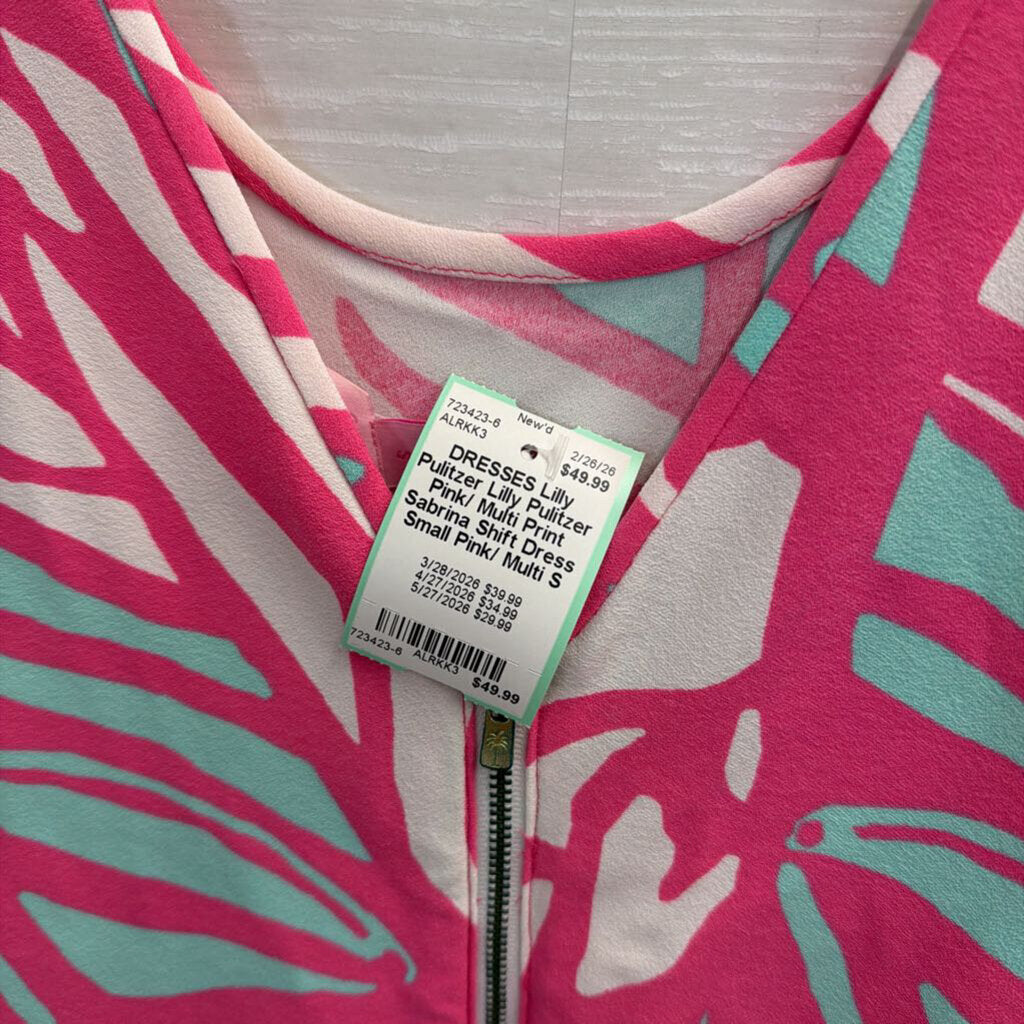 723423-6 New'd 2/26/26
ALRKK3 $49.99
DRESSES Lilly
Pulitzer Lilly Pulitzer
Pink/ Multi Print
Sabrina Shift Dress
Small Pink/ Multi S
3/28/2026 $39.99
4/27/2026 $34.99
5/27/2026 $29.99
723423-6 ALRKK3 $49.99